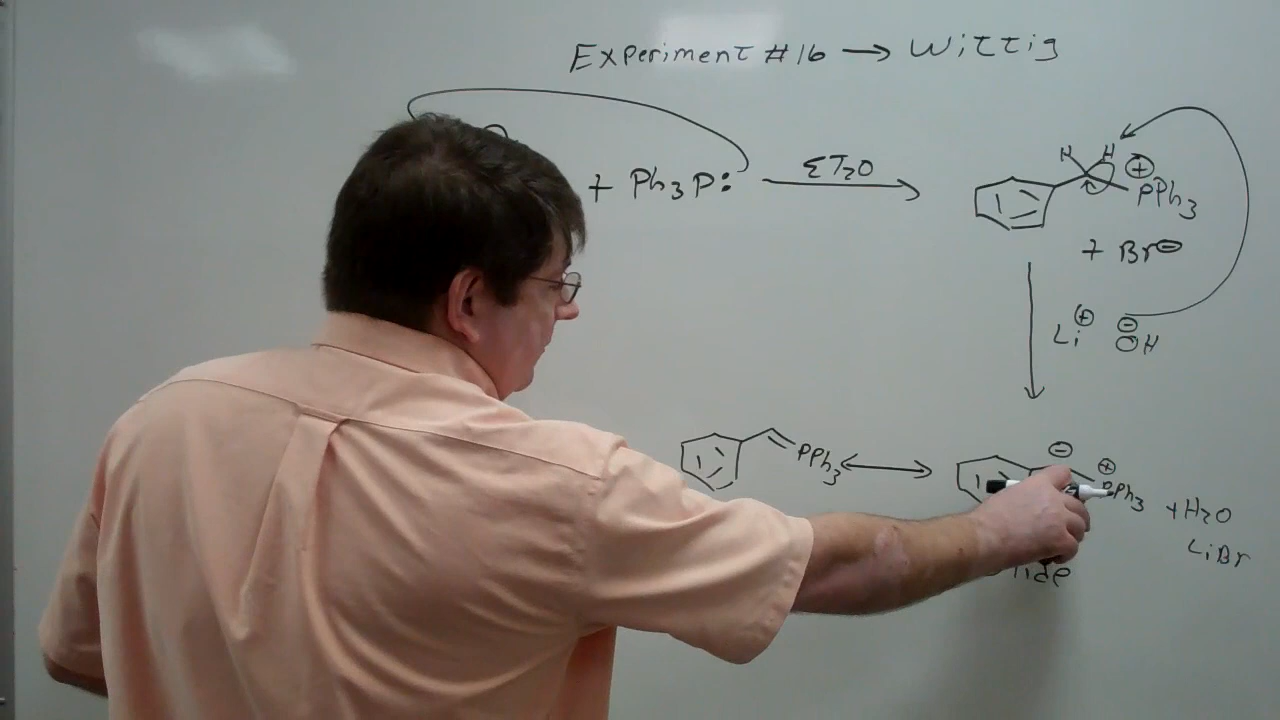 Experiment #16 → Wittig
+ Ph3P: ET2O
H H ⊕
PPh3
+ Br⊖
Li⊕ ⊖OH
PPh3 ⊖ ⊕ PPh3 + H2O
LiBr